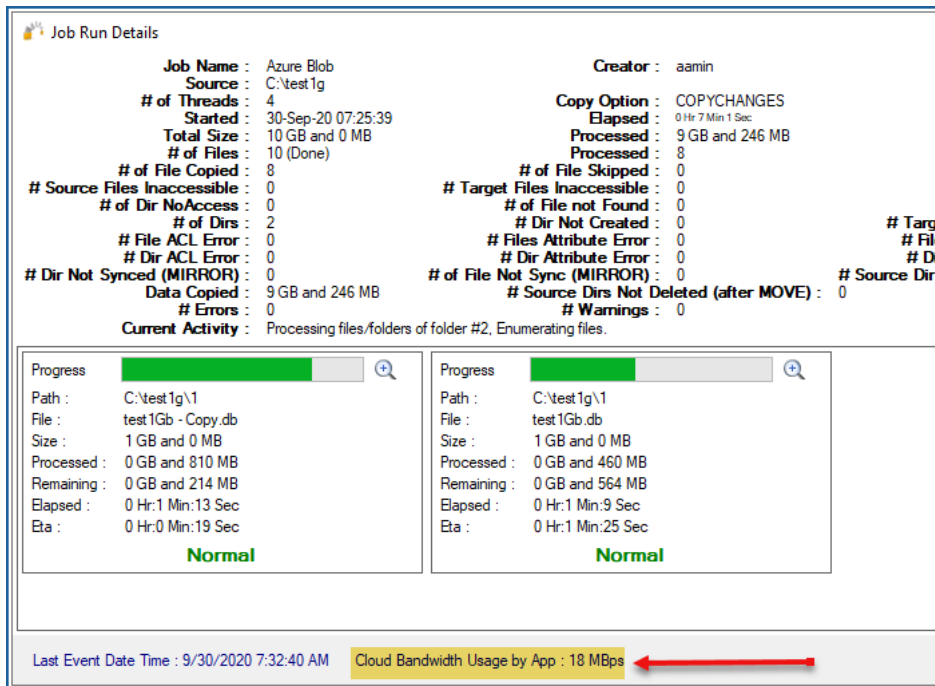 Job Run Details
Job Name : Azure Blob Creator : aamin
Source : C:\test1g
# of Threads : 4 Copy Option : COPYCHANGES
Started : 30-Sep-20 07:25:39 Elapsed : 0 Hr 7 Min 1 Sec
Total Size : 10 GB and 0 MB Processed : 9 GB and 246 MB
# of Files : 10 (Done) Processed : 8
# of File Copied : 8 # of File Skipped : 0
# Source Files Inaccessible : 0 # Target Files Inaccessible : 0
# of Dir NoAccess : 0 # of File not Found : 0
# of Dirs : 2 # Dir Not Created : 0 # Targ
# File ACL Error : 0 # Files Attribute Error : 0 # Fil
# Dir ACL Error : 0 # Dir Attribute Error : 0 # D
# Dir Not Synced (MIRROR) : 0 # of File Not Sync (MIRROR) : 0 # Source Dir
Data Copied : 9 GB and 246 MB # Source Dirs Not Deleted (after MOVE) : 0
# Errors : 0 # Warnings : 0
Current Activity : Processing files/folders of folder #2, Enumerating files.
Progress
Path : C:\test1g\1
File : test1Gb - Copy.db
Size : 1 GB and 0 MB
Processed : 0 GB and 810 MB
Remaining : 0 GB and 214 MB
Elapsed : 0 Hr:1 Min:13 Sec
Eta : 0 Hr:0 Min:19 Sec
Normal
Progress
Path : C:\test1g\1
File : test1Gb.db
Size : 1 GB and 0 MB
Processed : 0 GB and 460 MB
Remaining : 0 GB and 564 MB
Elapsed : 0 Hr:1 Min:9 Sec
Eta : 0 Hr:1 Min:25 Sec
Normal
Last Event Date Time : 9/30/2020 7:32:40 AM Cloud Bandwidth Usage by App : 18 MBps